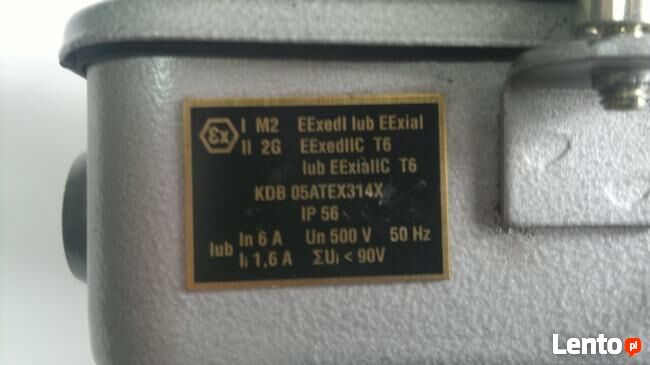 Ex I M2 EExedI lub EExiaI
II 2G EExedIIC T6
lub EExiaIIC T6
KDB 05ATEX314X
IP 56
In 6 A Un 500 V 50 Hz
lub Ii 1,6 A ΣUi < 90V
Lento pl